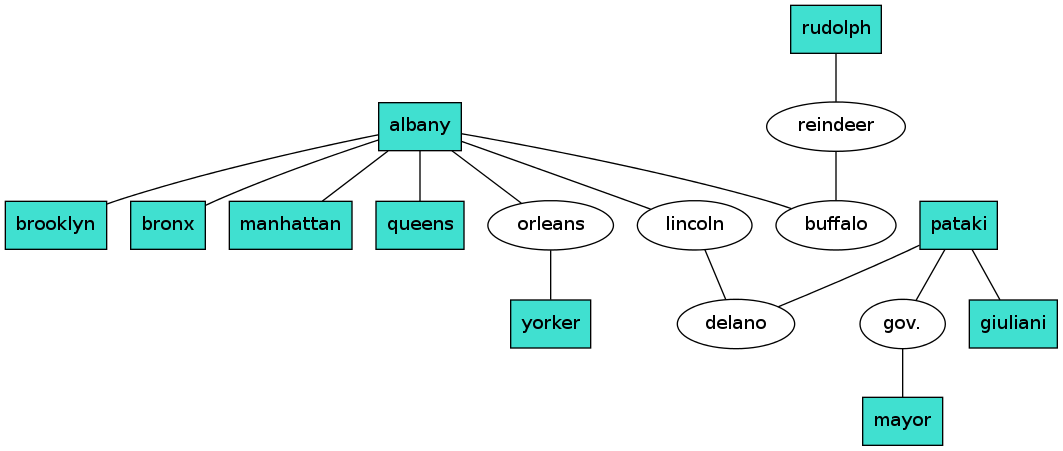 rudolph
albany
reindeer
brooklyn
bronx
manhattan
queens
orleans
lincoln
buffalo
pataki
yorker
delano
gov.
giuliani
mayor